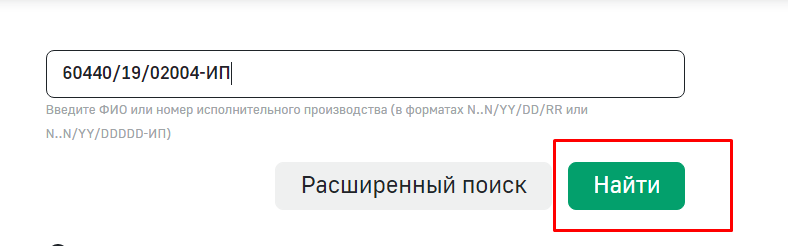 60440/19/02004-ИП
Введите ФИО или номер исполнительного производства (в форматах N..N/YY/DD/RR или
N..N/YY/DDDDD-ИП)
Расширенный поиск
Найти